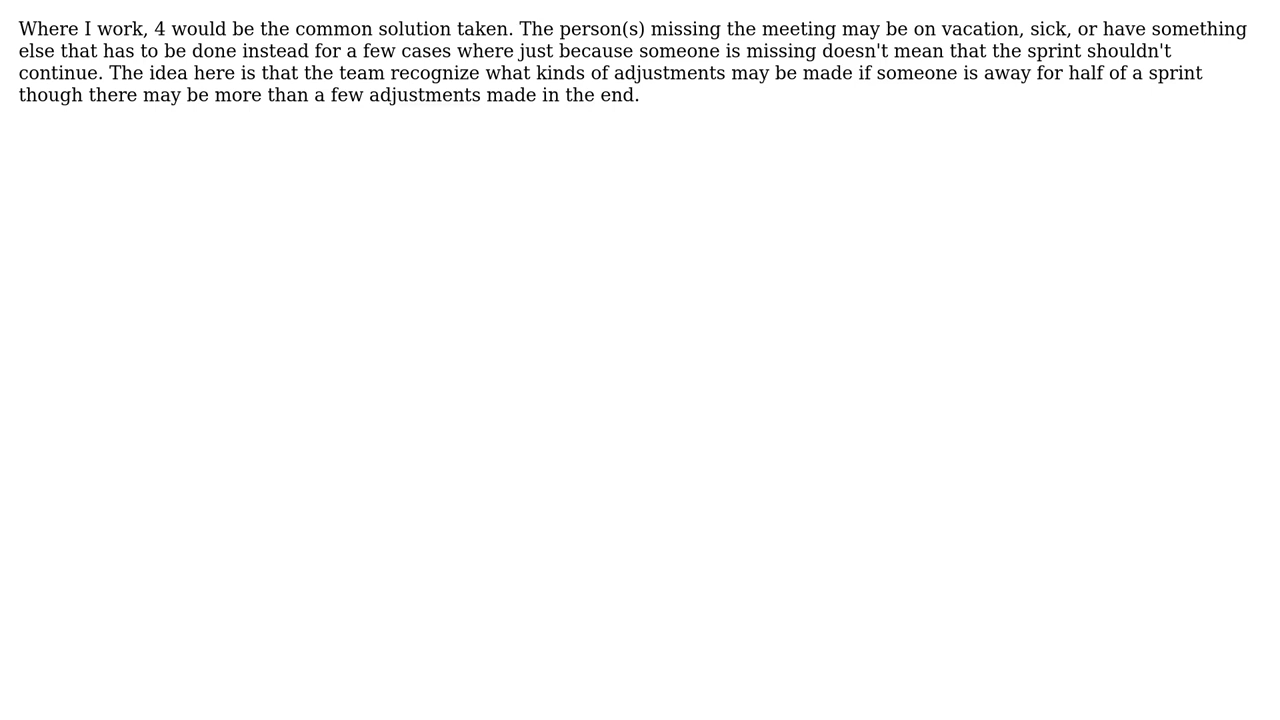 Where I work, 4 would be the common solution taken. The person(s) missing the meeting may be on vacation, sick, or have something
else that has to be done instead for a few cases where just because someone is missing doesn't mean that the sprint shouldn't
continue. The idea here is that the team recognize what kinds of adjustments may be made if someone is away for half of a sprint
though there may be more than a few adjustments made in the end.